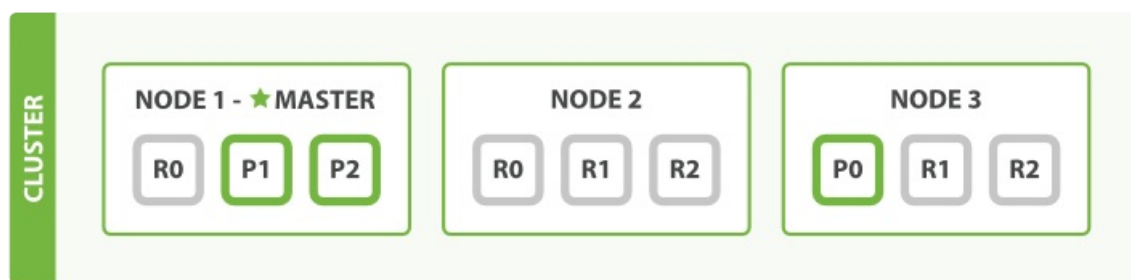 CLUSTER
NODE 1 - ★ MASTER
R0 P1 P2
NODE 2
R0 R1 R2
NODE 3
P0 R1 R2